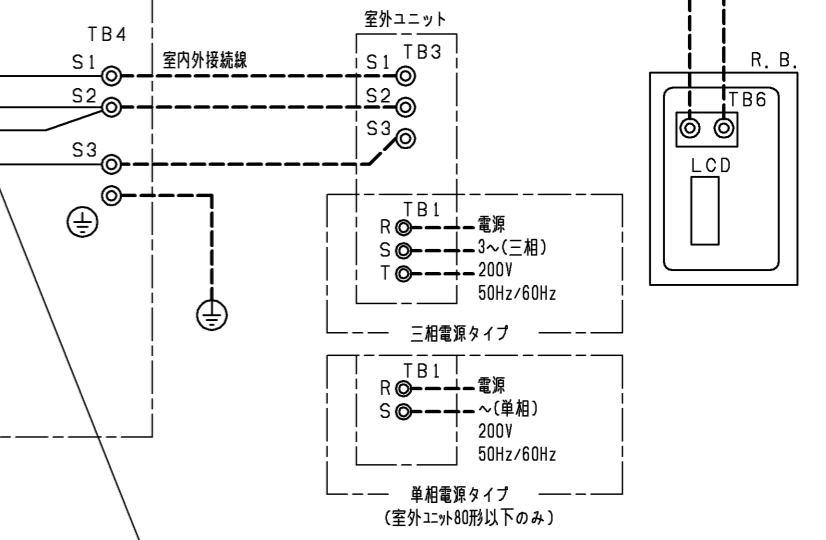 室外ユニット
TB4
TB3
S1
室内外接続線
S1
S2
S2
S3
S3
R.B.
TB6
LCD
TB1
R
電源
S
3~(三相)
T
200V
50Hz/60Hz
三相電源タイプ
TB1
R
電源
S
~(単相)
200V
50Hz/60Hz
単相電源タイプ
(室外ユニット80形以下のみ)